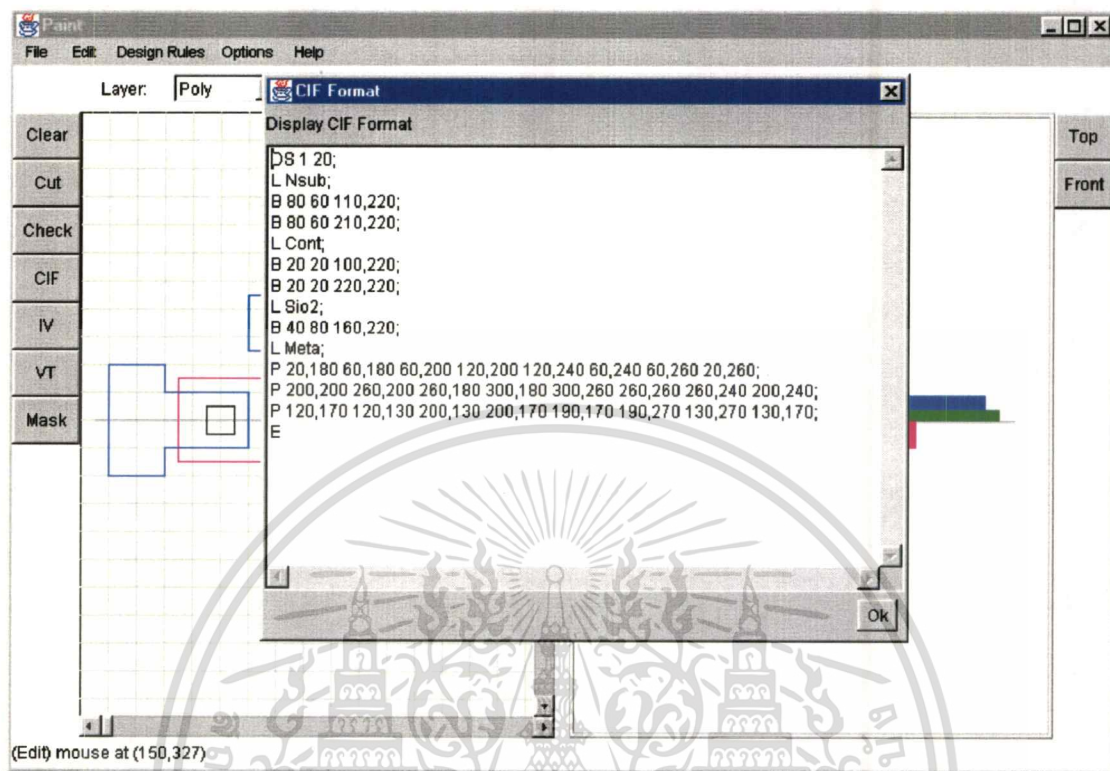 Paint
File Edit Design Rules Options Help
Layer: Poly
CIF Format
Display CIF Format
Clear
Cut
Check
CIF
IV
VT
Mask
DS 1 20;
L Nsub;
B 80 60 110,220;
B 80 60 210,220;
L Cont;
B 20 20 100,220;
B 20 20 220,220;
L Sio2;
B 40 80 160,220;
L Meta;
P 20,180 60,180 60,200 120,200 120,240 60,240 60,260 20,260;
P 200,200 260,200 260,180 300,180 300,260 260,260 260,240 200,240;
P 120,170 120,130 200,130 200,170 190,170 190,270 130,270 130,170;
E
Ok
Top
Front
(Edit) mouse at (150,327)